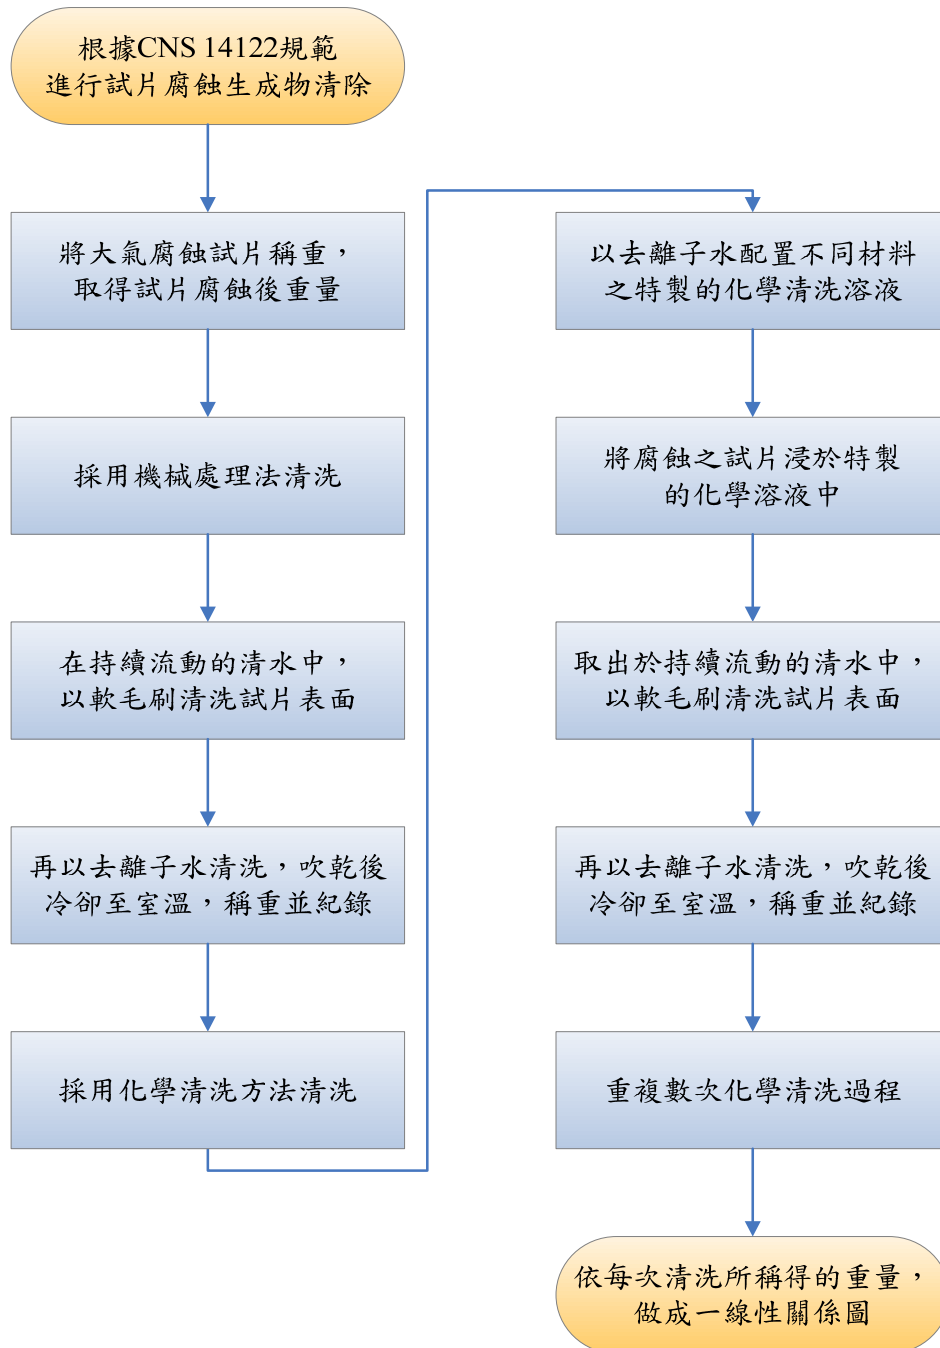 根據CNS 14122規範
進行試片腐蝕生成物清除
將大氣腐蝕試片稱重，
取得試片腐蝕後重量
採用機械處理法清洗
在持續流動的清水中，
以軟毛刷清洗試片表面
再以去離子水清洗，吹乾後
冷卻至室溫，稱重並紀錄
採用化學清洗方法清洗
以去離子水配置不同材料
之特製的化學清洗溶液
將腐蝕之試片浸於特製
的化學溶液中
取出於持續流動的清水中，
以軟毛刷清洗試片表面
再以去離子水清洗，吹乾後
冷卻至室溫，稱重並紀錄
重複數次化學清洗過程
依每次清洗所稱得的重量，
做成一線性關係圖